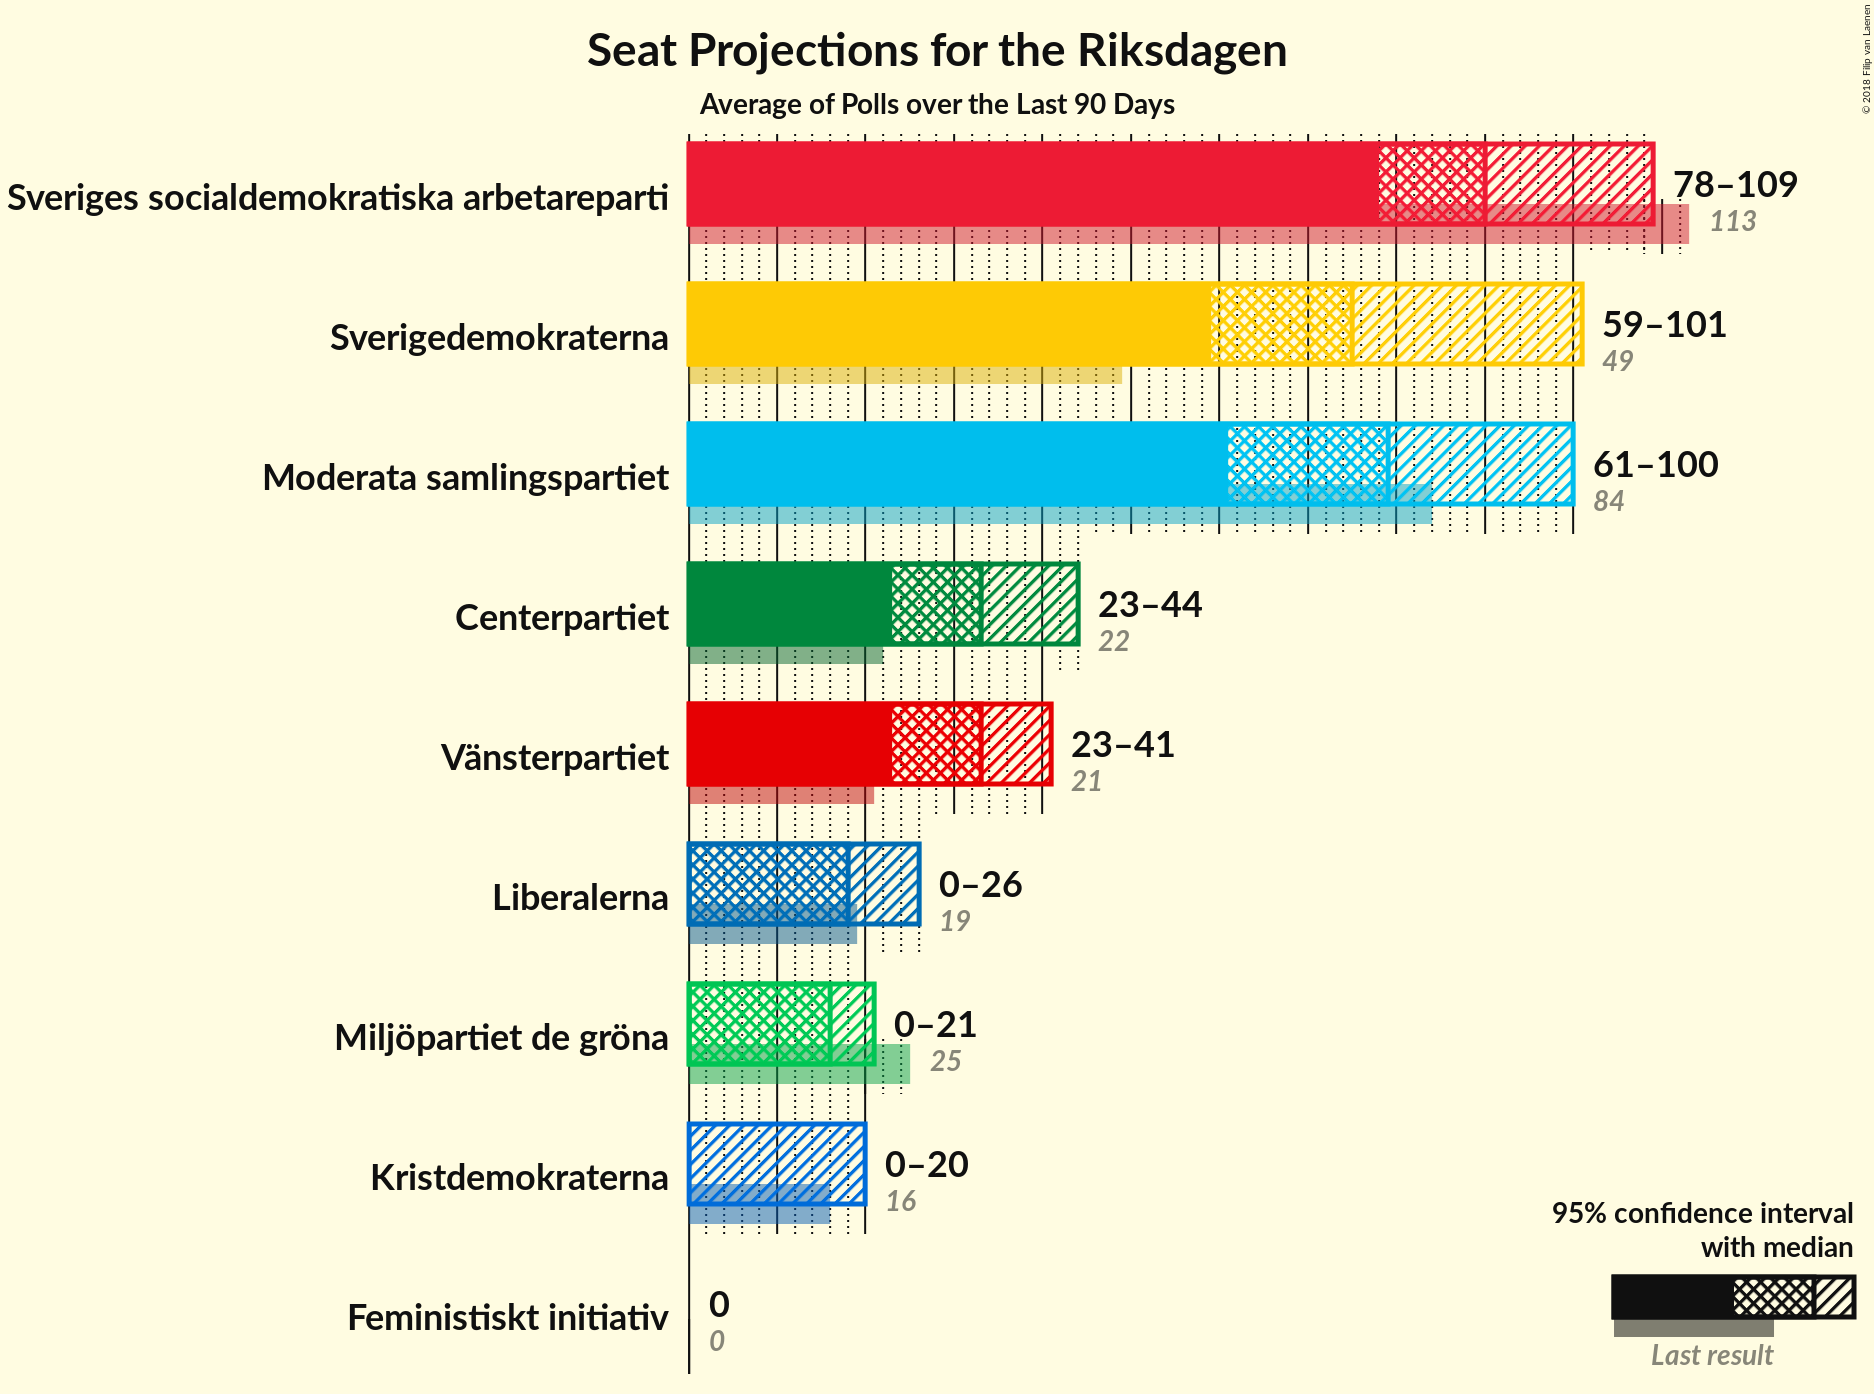 Seat Projections for the Riksdagen
Average of Polls over the Last 90 Days
© 2018 Filip van Laenen
Sveriges socialdemokratiska arbetareparti
78–109
113
Sverigedemokraterna
59–101
49
Moderata samlingspartiet
61–100
84
Centerpartiet
23–44
22
Vänsterpartiet
23–41
21
Liberalerna
0–26
19
Miljöpartiet de gröna
0–21
25
Kristdemokraterna
0–20
16
Feministiskt initiativ
0
0
95% confidence interval
with median
Last result